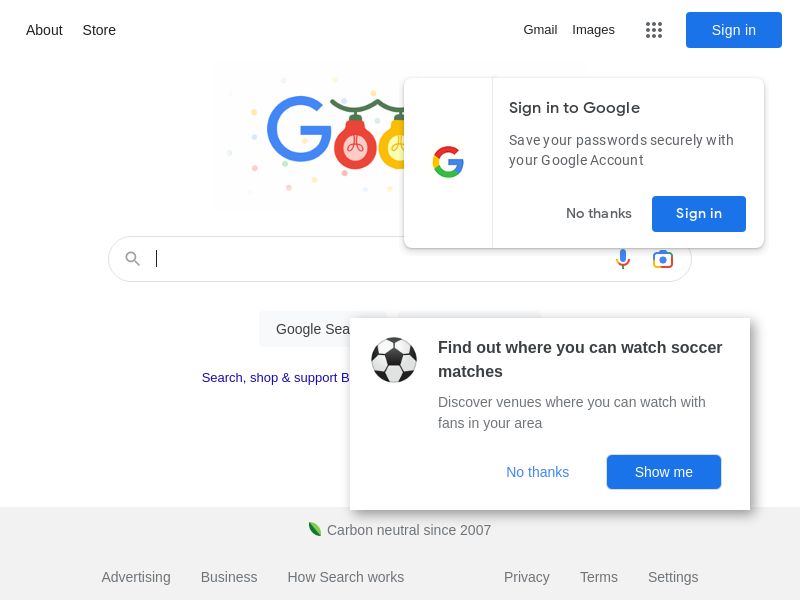 About
Store
Gmail
Images
Sign in
Sign in to Google
Save your passwords securely with
your Google Account
No thanks
Sign in
Google
Find out where you can watch soccer
matches
Discover venues where you can watch with
fans in your area
No thanks
Show me
Search, shop & support
Carbon neutral since 2007
Advertising
Business
How Search works
Privacy
Terms
Settings